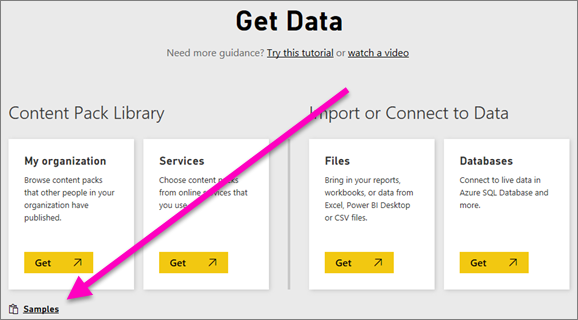 Get Data
Need more guidance? Try this tutorial or watch a video
Content Pack Library
Import or Connect to Data
My organization
Browse content packs
that other people in your
organization have
published.
Get
Services
Choose content packs
from online services that
you use
Get
Files
Bring in your reports,
workbooks, or data from
Excel, Power BI Desktop
or CSV files.
Get
Databases
Connect to live data in
Azure SQL Database and
more.
Get
Samples